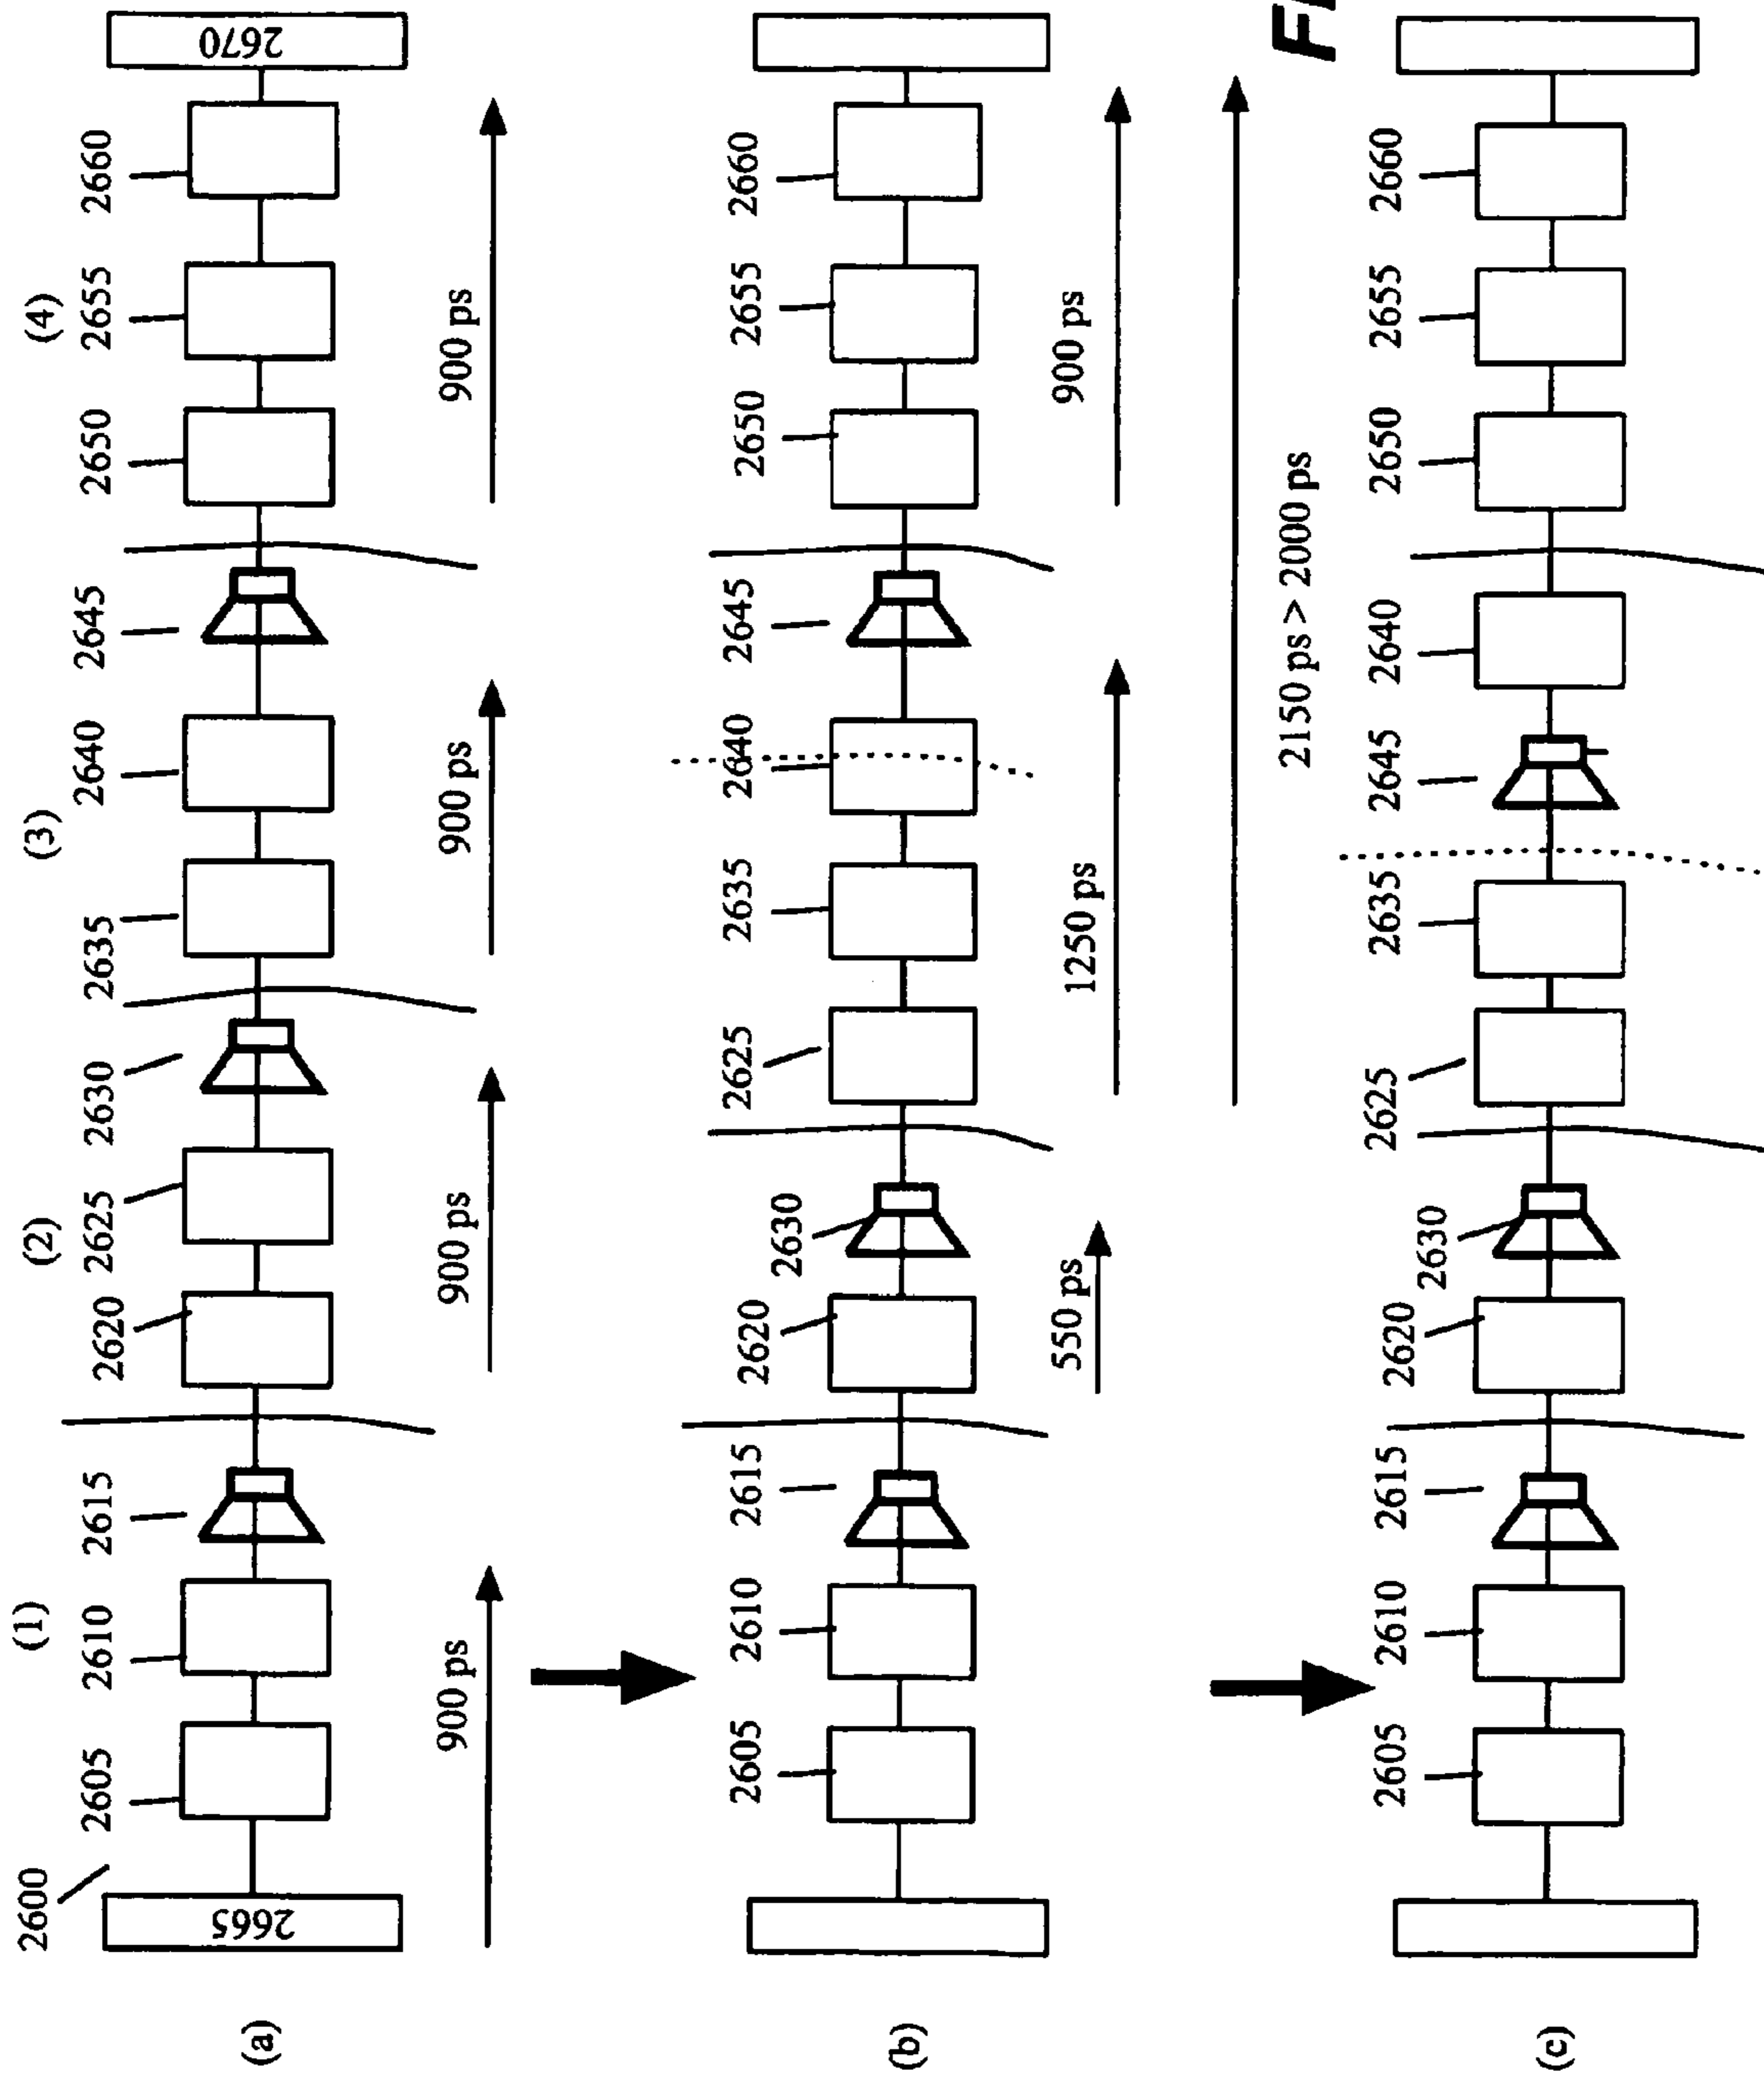 2600 (1) (2) (3) (4)
2605 2610 2615 2620 2625 2630 2635 2640 2645 2650 2655 2660
(a) 2665 2670
900 ps 900 ps 900 ps 900 ps
2605 2610 2615 2620 2630 2625 2635 2640 2645 2650 2655 2660
(b)
550 ps 1250 ps 900 ps
2150 ps > 2000 ps
2605 2610 2615 2620 2630 2625 2635 2645 2640 2650 2655 2660
(c)